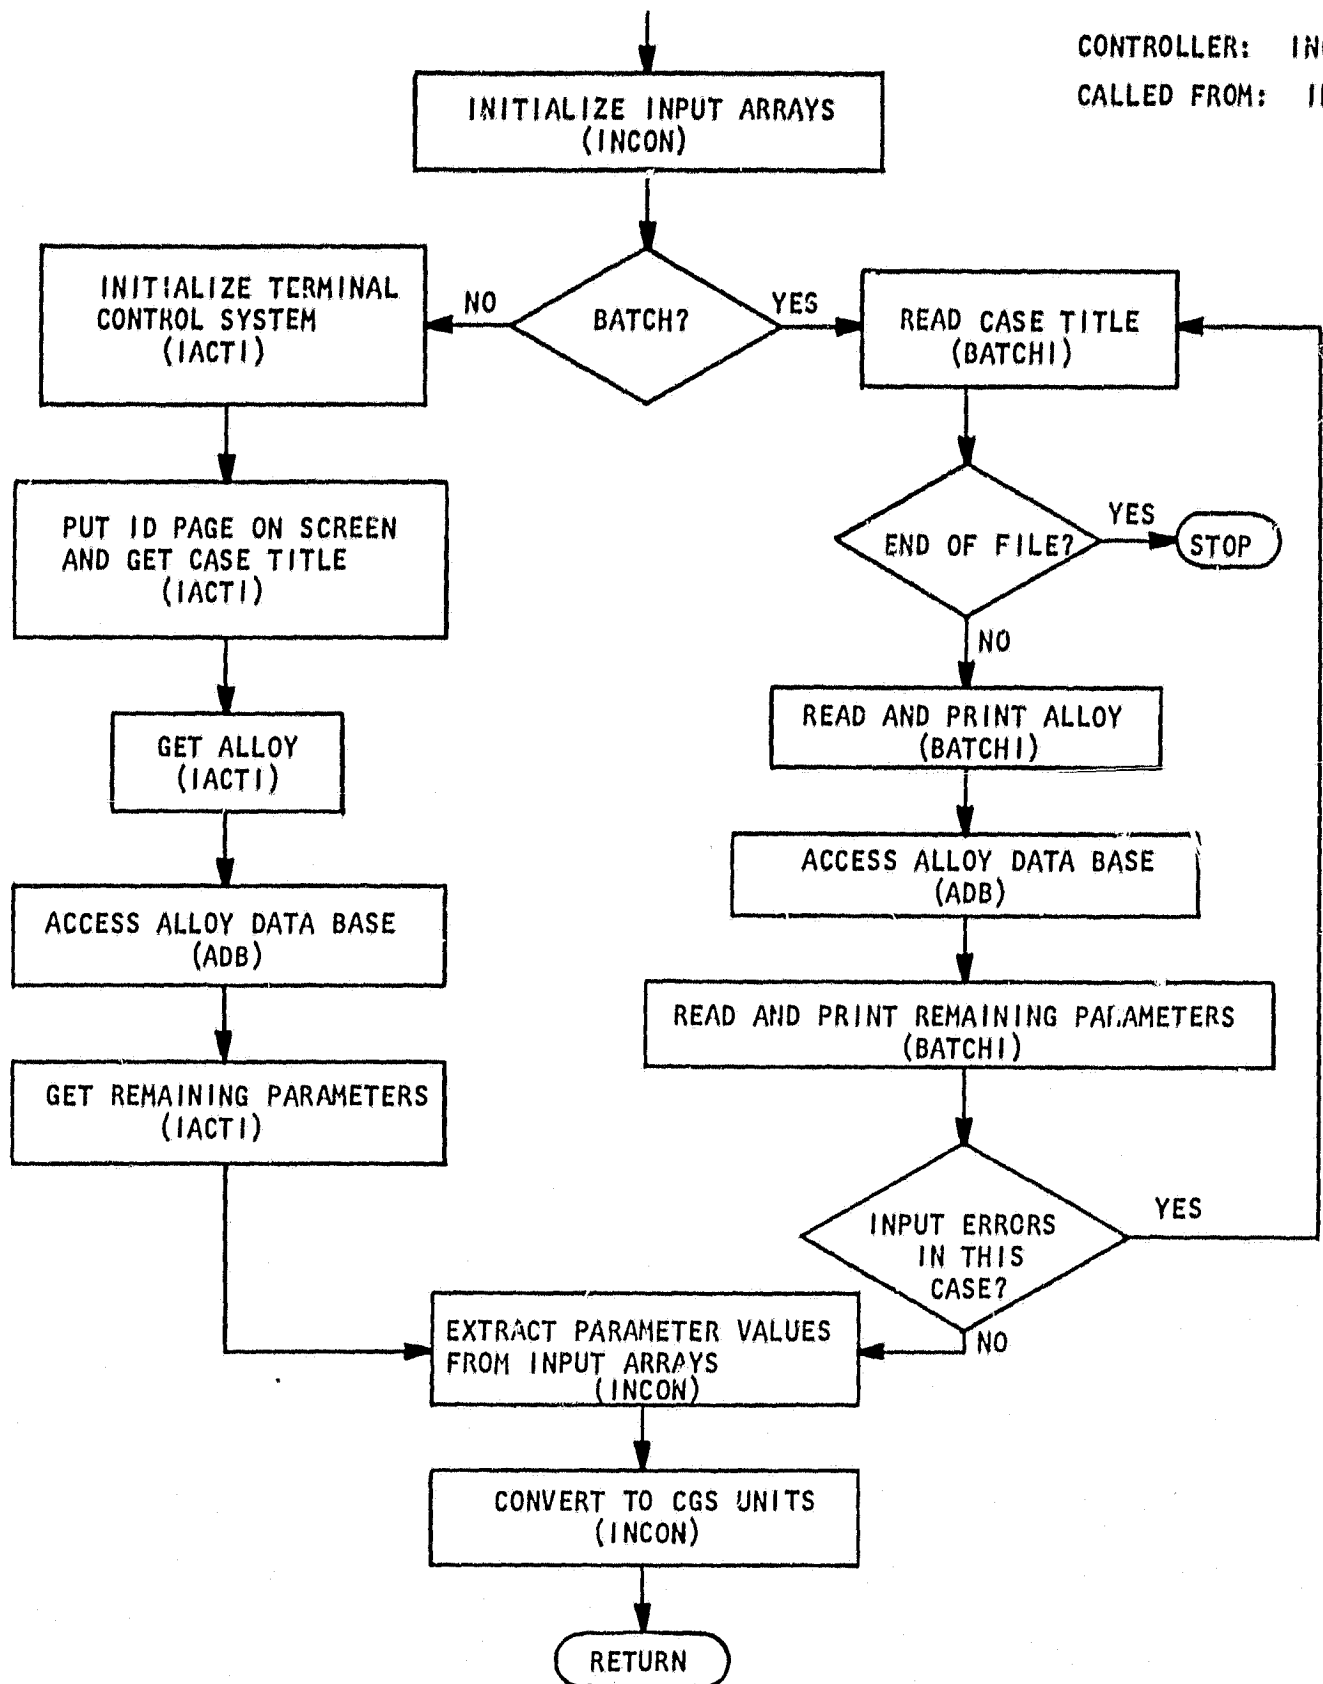 CONTROLLER:
CALLED FROM:
INITIALIZE INPUT ARRAYS
(INCON)
BATCH?
NO
YES
INITIALIZE TERMINAL
CONTROL SYSTEM
(IACTI)
READ CASE TITLE
(BATCHI)
PUT ID PAGE ON SCREEN
AND GET CASE TITLE
(IACTI)
END OF FILE?
YES
STOP
NO
GET ALLOY
(IACTI)
READ AND PRINT ALLOY
(BATCHI)
ACCESS ALLOY DATA BASE
(ADB)
ACCESS ALLOY DATA BASE
(ADB)
READ AND PRINT REMAINING PARAMETERS
(BATCHI)
GET REMAINING PARAMETERS
(IACTI)
INPUT ERRORS
IN THIS
CASE?
YES
NO
EXTRACT PARAMETER VALUES
FROM INPUT ARRAYS
(INCON)
CONVERT TO CGS UNITS
(INCON)
RETURN